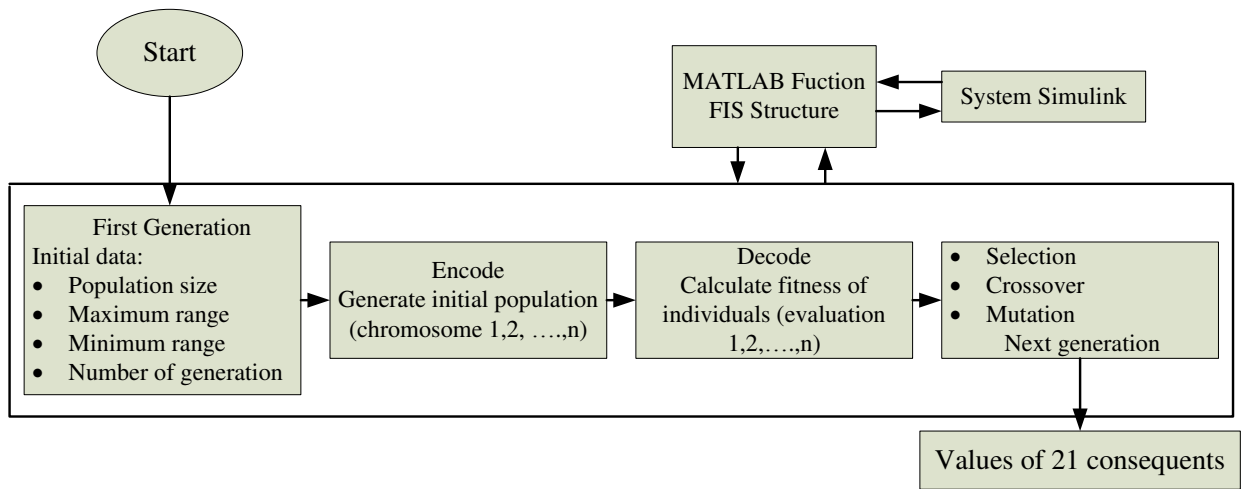 Start
MATLAB Fuction
FIS Structure
System Simulink
First Generation
Initial data:
• Population size
• Maximum range
• Minimum range
• Number of generation
Encode
Generate initial population
(chromosome 1,2, ….,n)
Decode
Calculate fitness of
individuals (evaluation
1,2,….,n)
• Selection
• Crossover
• Mutation
Next generation
Values of 21 consequents